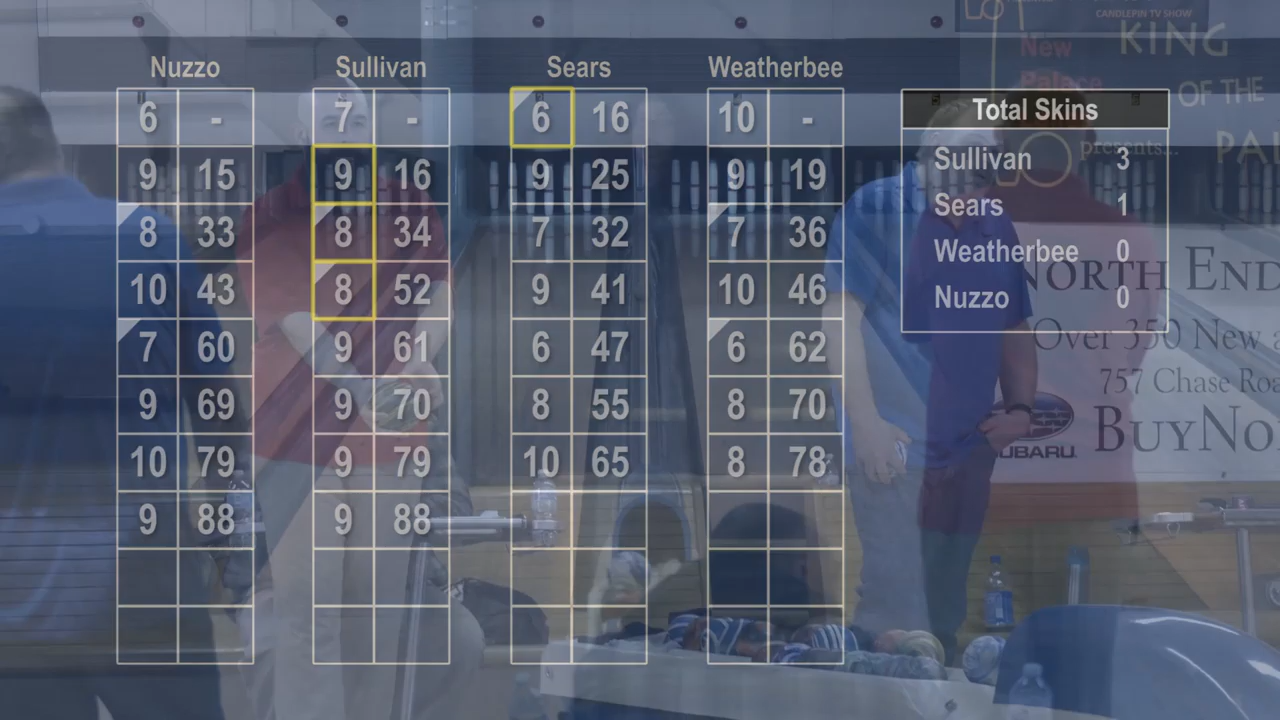 CANDLEPIN TV SHOW
New
KING
Palace
OF THE
presents...
PAL
Nuzzo Sullivan Sears Weatherbee
Total Skins
6 - 7 - 6 16 10 -
9 15 9 16 9 25 9 19
Sullivan 3
8 33 8 34 7 32 7 36
Sears 1
10 43 8 52 9 41 10 46
Weatherbee 0
7 60 9 61 6 47 6 62
Nuzzo 0
9 69 9 70 8 55 8 70
10 79 9 79 10 65 8 78
9 88 9 88
NORTH END
Over 350 New a
757 Chase Roa
BUYNO
SUBARU